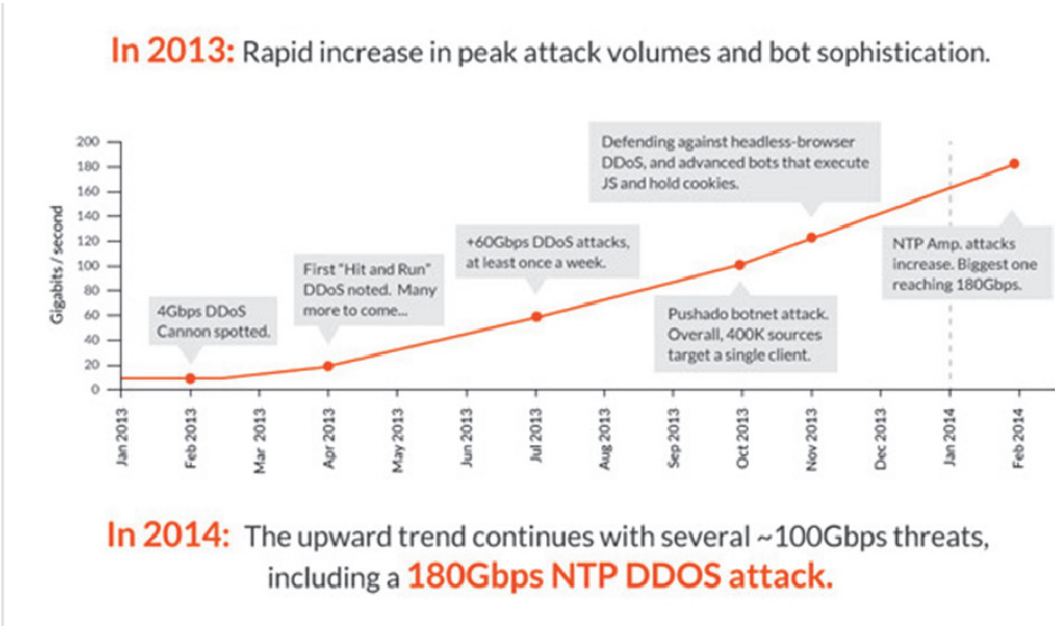 In 2013: Rapid increase in peak attack volumes and bot sophistication.
Gigabits / second
200
180
160
140
120
100
80
60
40
20
0
4Gbps DDoS
Cannon spotted.
First "Hit and Run"
DDoS noted. Many
more to come...
+60Gbps DDoS attacks,
at least once a week.
Defending against headless-browser
DDoS, and advanced bots that execute
JS and hold cookies.
Pushado botnet attack.
Overall, 400K sources
target a single client.
NTP Amp. attacks
increase. Biggest one
reaching 180Gbps.
Jan 2013
Feb 2013
Mar 2013
Apr 2013
May 2013
Jun 2013
Jul 2013
Aug 2013
Sep 2013
Oct 2013
Nov 2013
Dec 2013
Jan 2014
Feb 2014
In 2014: The upward trend continues with several ~100Gbps threats,
including a 180Gbps NTP DDOS attack.